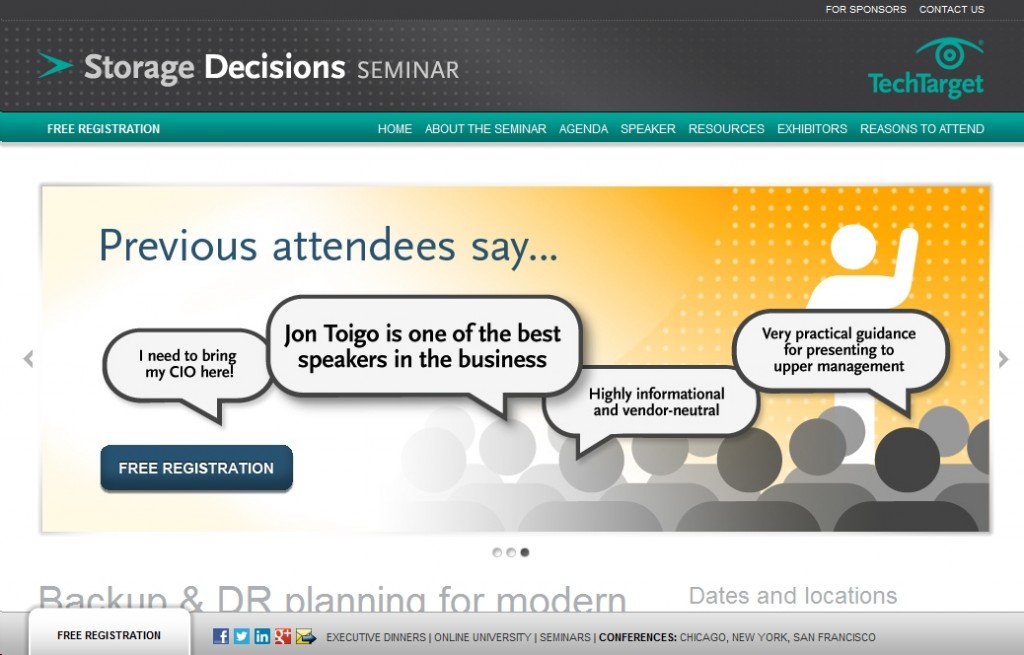 FOR SPONSORS CONTACT US
Storage Decisions SEMINAR
TechTarget
FREE REGISTRATION HOME ABOUT THE SEMINAR AGENDA SPEAKER RESOURCES EXHIBITORS REASONS TO ATTEND
Previous attendees say...
I need to bring
my CIO here!
Jon Toigo is one of the best
speakers in the business
Highly informational
and vendor-neutral
Very practical guidance
for presenting to
upper management
FREE REGISTRATION
Backup & DR planning for modern
Dates and locations
FREE REGISTRATION
EXECUTIVE DINNERS | ONLINE UNIVERSITY | SEMINARS | CONFERENCES: CHICAGO, NEW YORK, SAN FRANCISCO